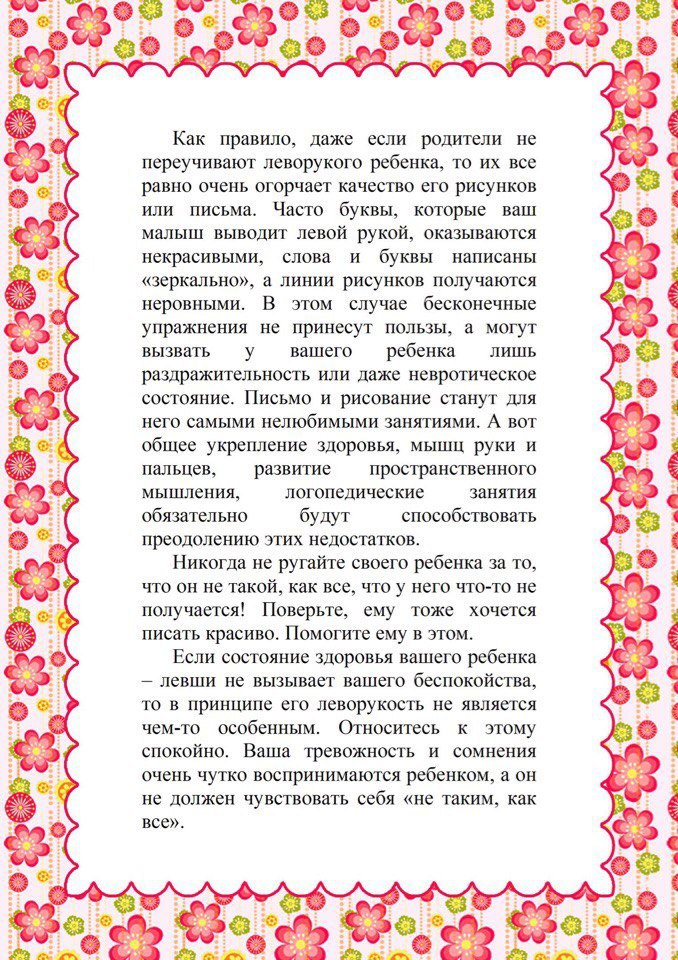 Как правило, даже если родители не
переучивают леворукого ребенка, то их все
равно очень огорчает качество его рисунков
или письма. Часто буквы, которые ваш
малыш выводит левой рукой, оказываются
некрасивыми, слова и буквы написаны
«зеркально», а линии рисунков получаются
неровными. В этом случае бесконечные
упражнения не принесут пользы, а могут
вызвать у вашего ребенка лишь
раздражительность или даже невротическое
состояние. Письмо и рисование станут для
него самыми нелюбимыми занятиями. А вот
общее укрепление здоровья, мышц руки и
пальцев, развитие пространственного
мышления, логопедические занятия
обязательно будут способствовать
преодолению этих недостатков.
Никогда не ругайте своего ребенка за то,
что он не такой, как все, что у него что-то не
получается! Поверьте, ему тоже хочется
писать красиво. Помогите ему в этом.
Если состояние здоровья вашего ребенка
– левши не вызывает вашего беспокойства,
то в принципе его леворукость не является
чем-то особенным. Относитесь к этому
спокойно. Ваша тревожность и сомнения
очень чутко воспринимаются ребенком, а он
не должен чувствовать себя «не таким, как
все».